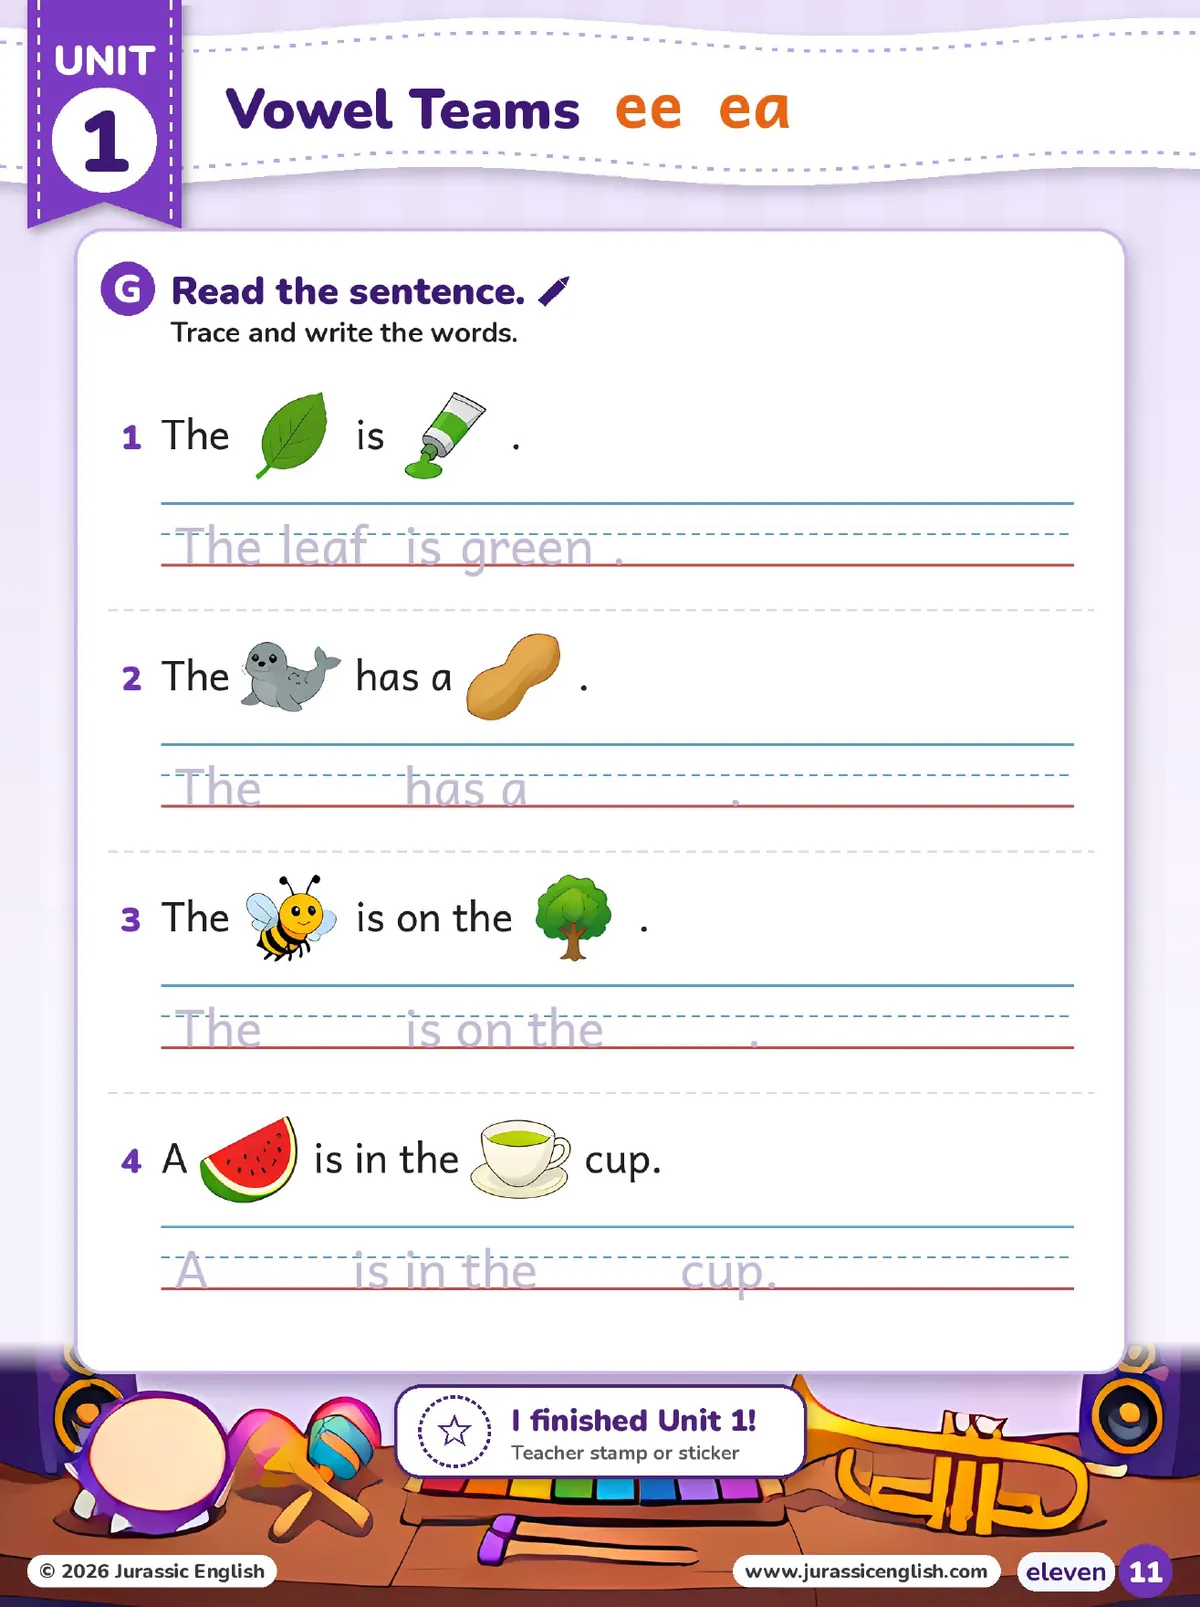 UNIT
1
Vowel Teams ee ea
G Read the sentence.
Trace and write the words.
1 The is .
The leaf is green .
2 The has a .
The has a .
3 The is on the .
The is on the .
4 A is in the cup.
A is in the cup.
I finished Unit 1!
Teacher stamp or sticker
© 2026 Jurassic English
www.jurassicenglish.com
eleven 11